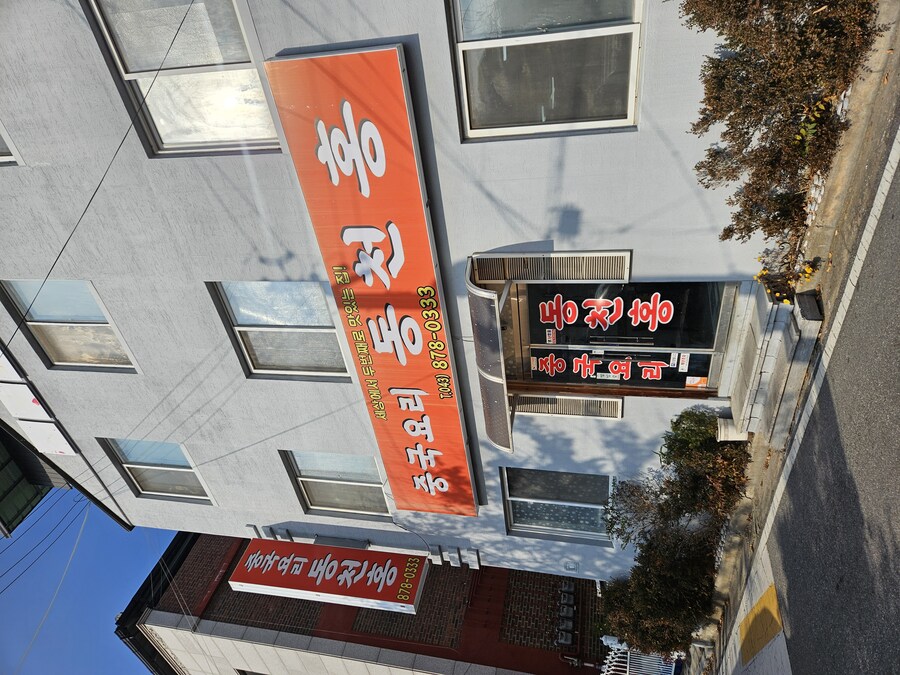 세상에서 두번째로 맛있는 집!
중국요리 동천홍
T.043) 878-0333
동천홍
중국요리
중국요리
동천홍
878-0333